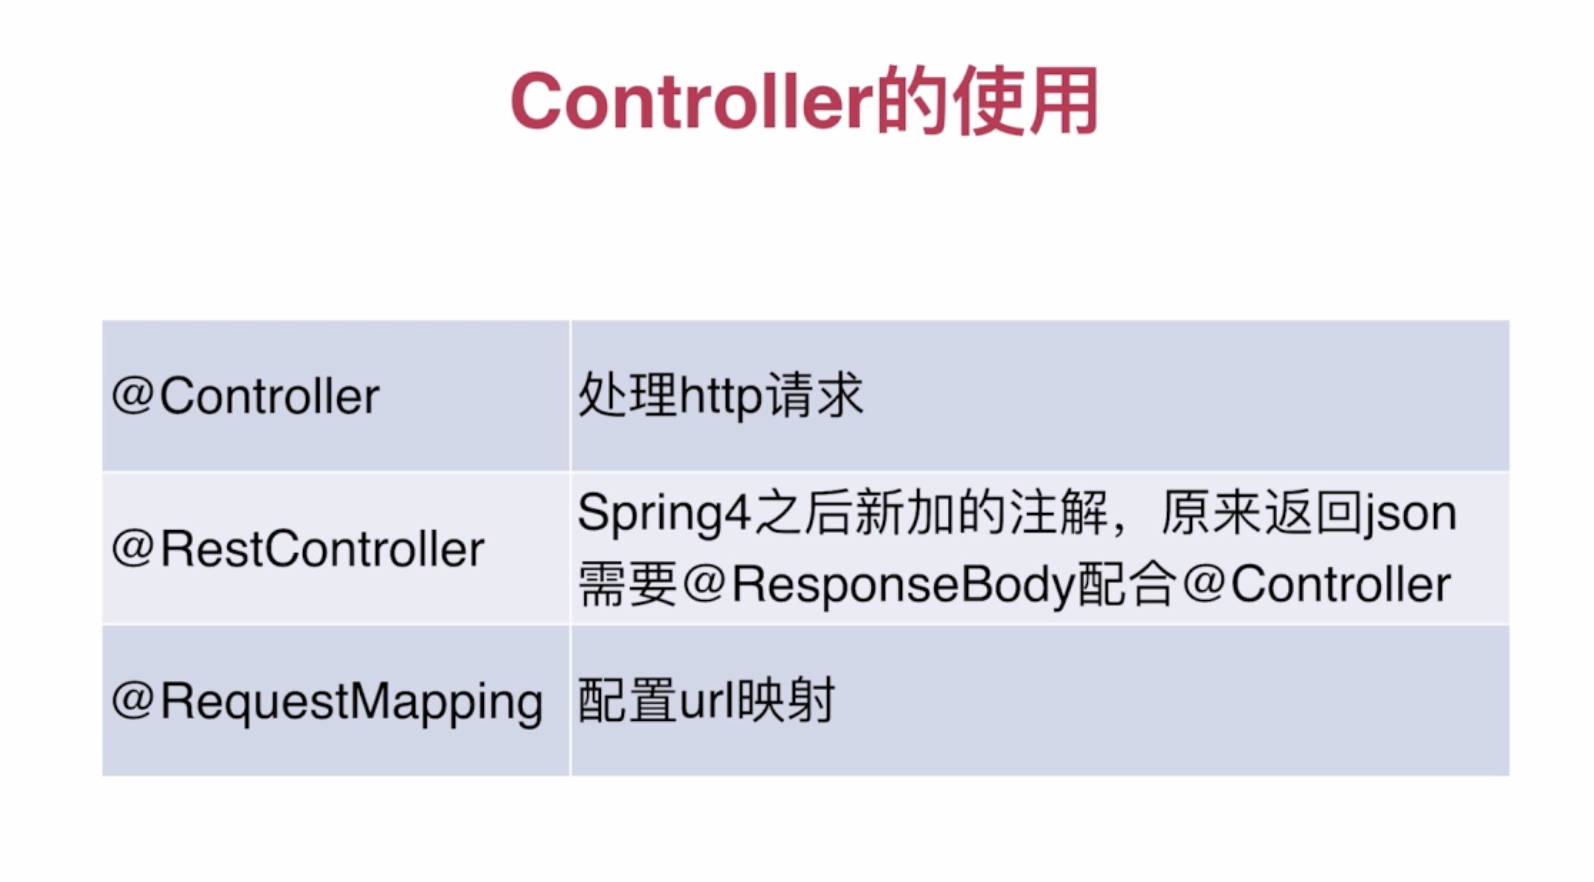 Controller的使用
@Controller
处理http请求
@RestController
Spring4之后新加的注解，原来返回json
需要@ResponseBody配合@Controller
@RequestMapping
配置url映射